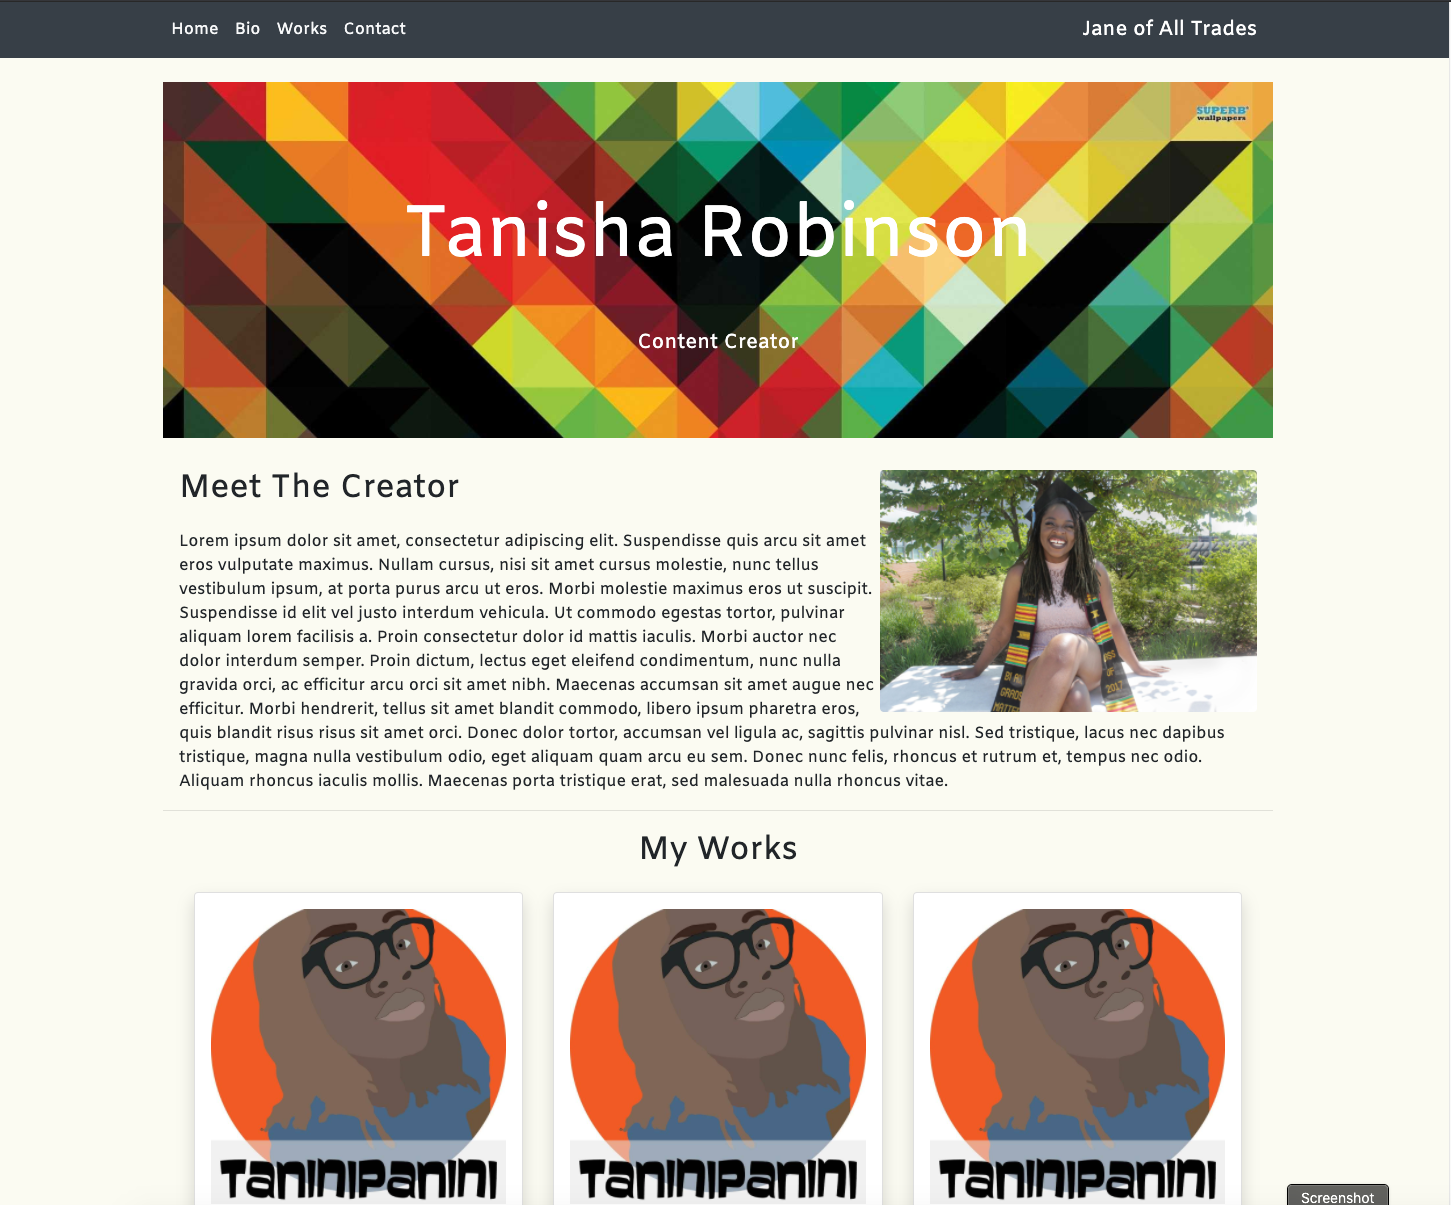 Home Bio Works Contact Jane of All Trades
SUPERB
wallpapers
Tanisha Robinson
Content Creator
Meet The Creator
Lorem ipsum dolor sit amet, consectetur adipiscing elit. Suspendisse quis arcu sit amet
eros vulputate maximus. Nullam cursus, nisi sit amet cursus molestie, nunc tellus
vestibulum ipsum, at porta purus arcu ut eros. Morbi molestie maximus eros ut suscipit.
Suspendisse id elit vel justo interdum vehicula. Ut commodo egestas tortor, pulvinar
aliquam lorem facilisis a. Proin consectetur dolor id mattis iaculis. Morbi auctor nec
dolor interdum semper. Proin dictum, lectus eget eleifend condimentum, nunc nulla
gravida orci, ac efficitur arcu orci sit amet nibh. Maecenas accumsan sit amet augue nec
efficitur. Morbi hendrerit, tellus sit amet blandit commodo, libero ipsum pharetra eros,
quis blandit risus risus sit amet orci. Donec dolor tortor, accumsan vel ligula ac, sagittis pulvinar nisl. Sed tristique, lacus nec dapibus
tristique, magna nulla vestibulum odio, eget aliquam quam arcu eu sem. Donec nunc felis, rhoncus et rutrum et, tempus nec odio.
Aliquam rhoncus iaculis mollis. Maecenas porta tristique erat, sed malesuada nulla rhoncus vitae.
GRADS
MATTER
OF
2017
My Works
TANINIPANINI TANINIPANINI TANINIPANINI
Screenshot